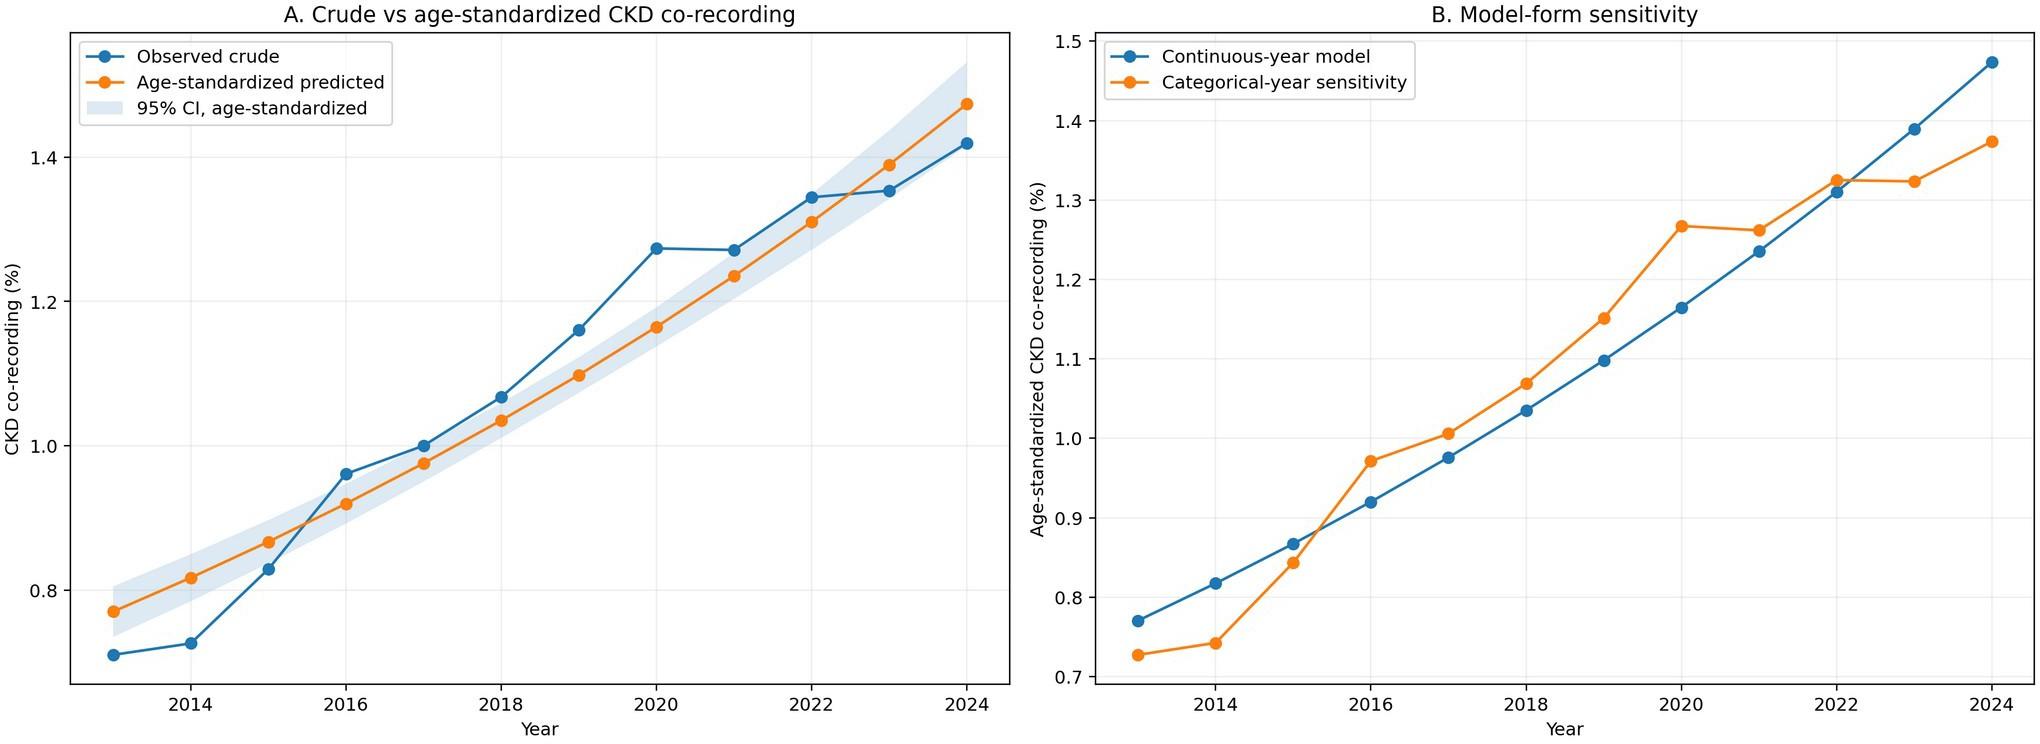 A. Crude vs age-standardized CKD co-recording
Observed crude
Age-standardized predicted
95% CI, age-standardized
CKD co-recording (%)
1.4
1.2
1.0
0.8
2014 2016 2018 2020 2022 2024
Year
B. Model-form sensitivity
Continuous-year model
Categorical-year sensitivity
Age-standardized CKD co-recording (%)
1.5
1.4
1.3
1.2
1.1
1.0
0.9
0.8
0.7
2014 2016 2018 2020 2022 2024
Year